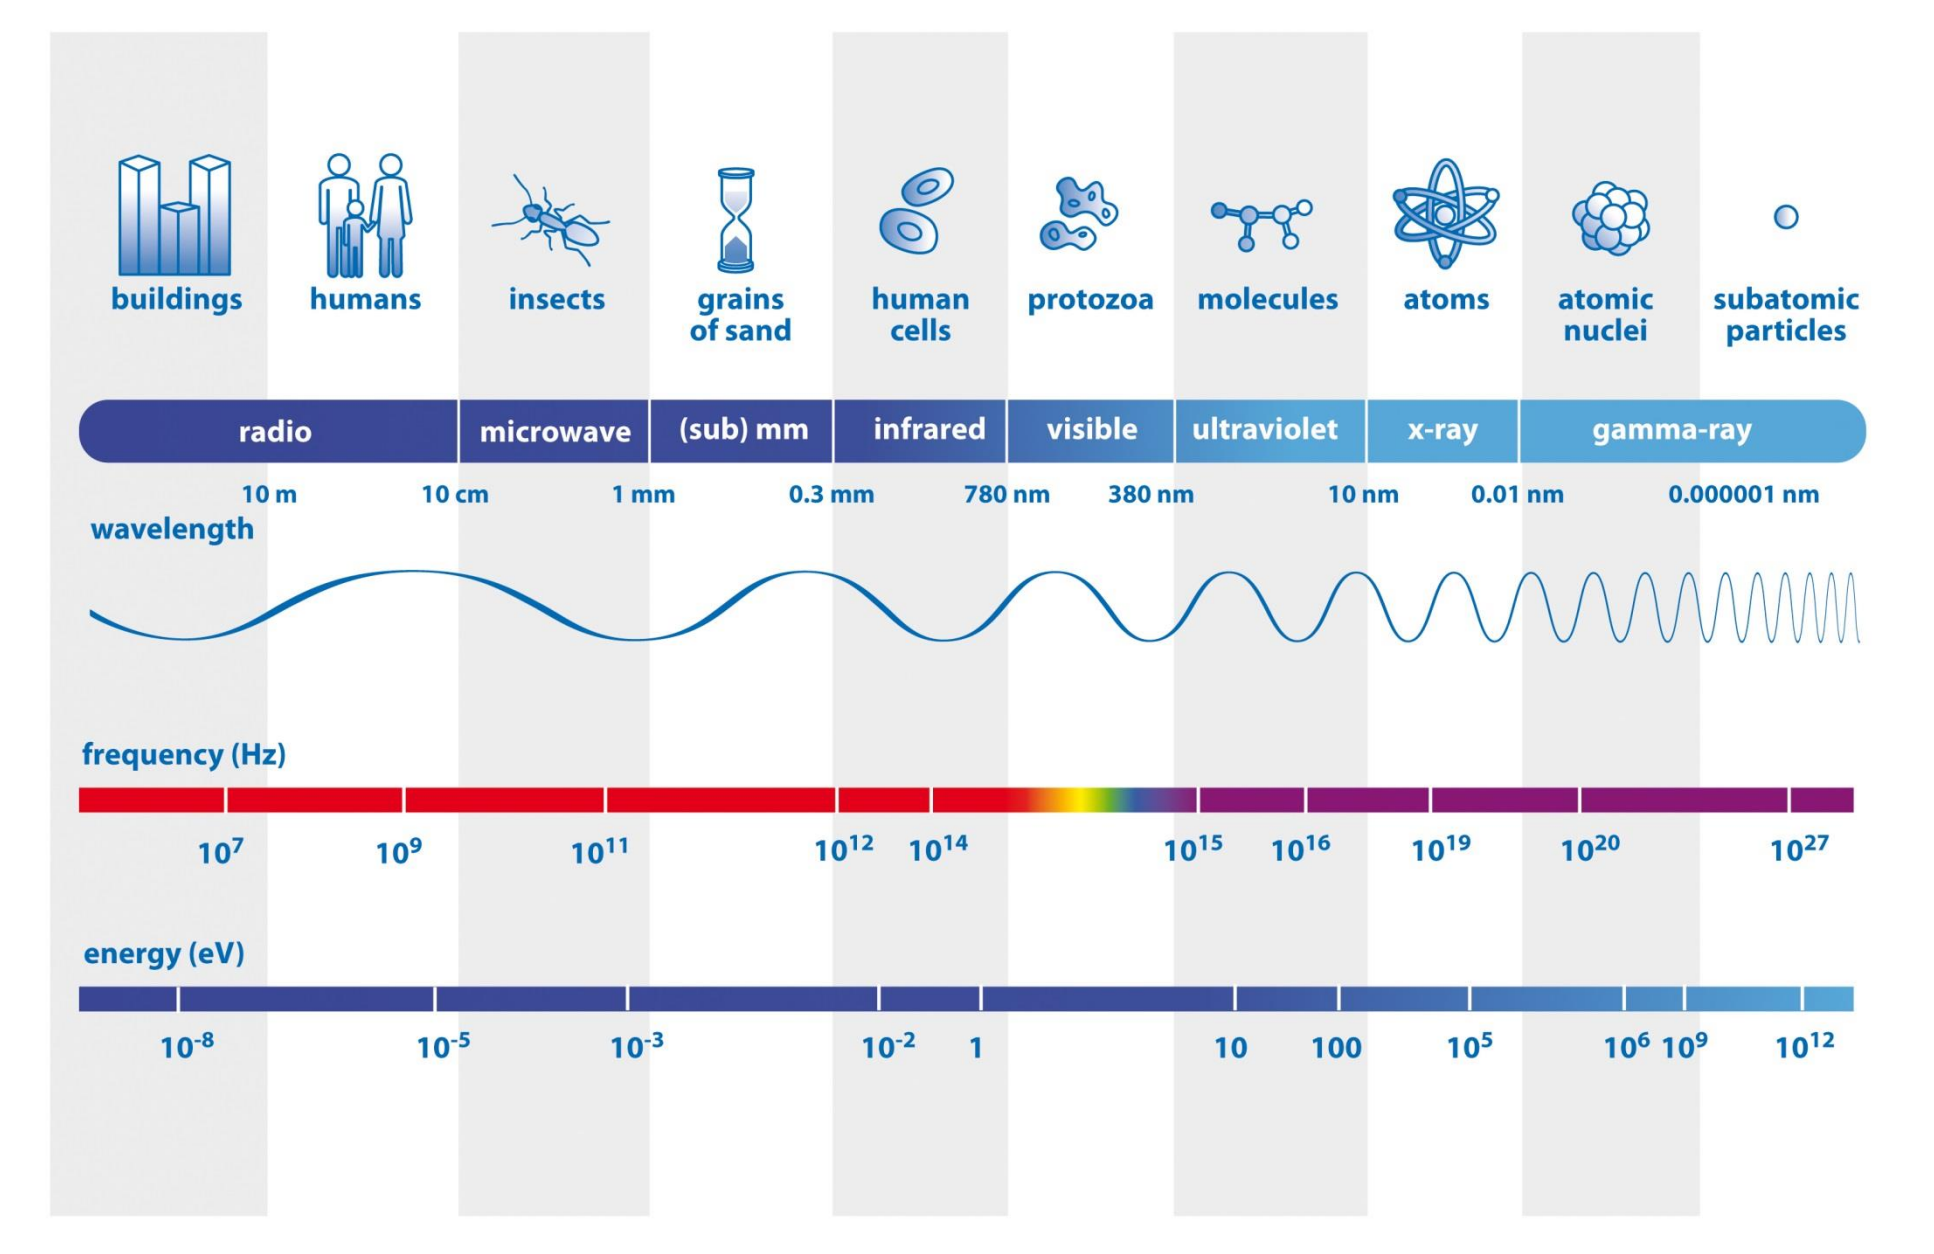 buildings
humans
insects
grains
of sand
human
cells
protozoa
molecules
atoms
atomic
nuclei
subatomic
particles
radio
microwave
(sub) mm
infrared
visible
ultraviolet
x-ray
gamma-ray
10 m
10 cm
1 mm
0.3 mm
780 nm
380 nm
10 nm
0.01 nm
0.000001 nm
wavelength
frequency (Hz)
10⁷
10⁹
10¹¹
10¹²
10¹⁴
10¹⁵
10¹⁶
10¹⁹
10²⁰
10²⁷
energy (eV)
10⁻⁸
10⁻⁵
10⁻³
10⁻²
1
10
100
10⁵
10⁶
10⁹
10¹²